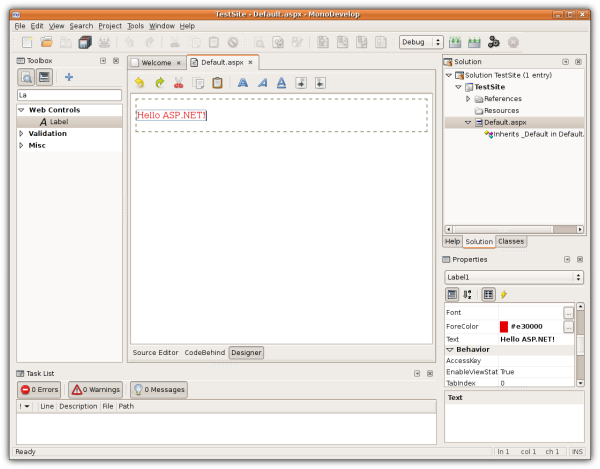 TestSite - Default.aspx - MonoDevelop
File Edit View Search Project Tools Window Help
Debug
Toolbox
La
Web Controls
A Label
Validation
Misc
Welcome
Default.aspx
Hello ASP.NET!
Source Editor CodeBehind Designer
Solution
Solution TestSite (1 entry)
TestSite
References
Resources
Default.aspx
Inherits _Default in Default.
Help Solution Classes
Properties
Label1
Font
ForeColor #e30000
Text Hello ASP.NET!
Behavior
AccessKey
EnableViewStat True
TabIndex 0
Text
Task List
0 Errors 0 Warnings 0 Messages
! Line Description File Path
Ready
ln 1 col 1 ch 1 INS